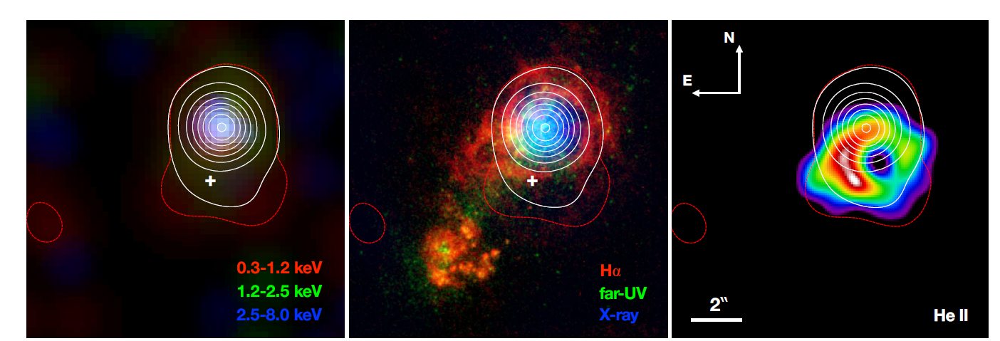 0.3-1.2 keV
1.2-2.5 keV
2.5-8.0 keV
Hα
far-UV
X-ray
N
E
2‟
He II